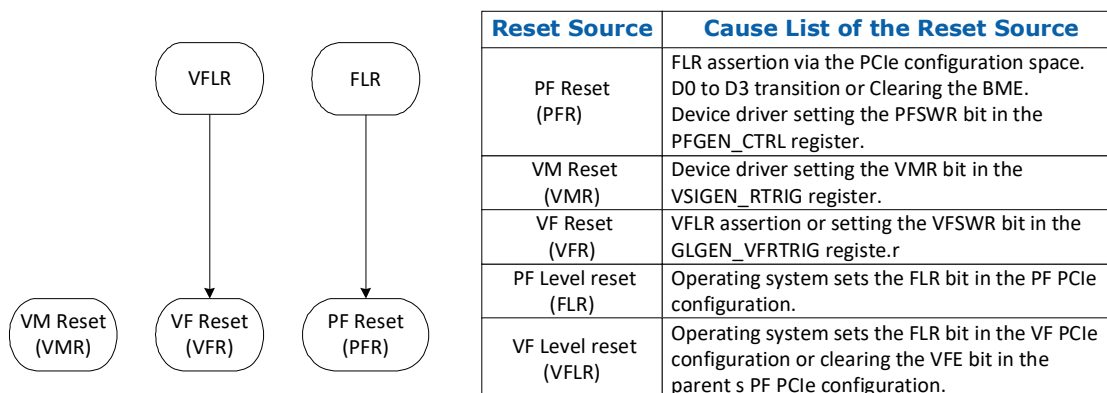 VFLR
FLR
VM Reset
(VMR)
VF Reset
(VFR)
PF Reset
(PFR)
Reset Source
Cause List of the Reset Source
PF Reset
(PFR)
FLR assertion via the PCIe configuration space.
D0 to D3 transition or Clearing the BME.
Device driver setting the PFSWR bit in the
PFGEN_CTRL register.
VM Reset
(VMR)
Device driver setting the VMR bit in the
VSIGEN_RTRIG register.
VF Reset
(VFR)
VFLR assertion or setting the VFSWR bit in the
GLGEN_VFRTRIG registe.r
PF Level reset
(FLR)
Operating system sets the FLR bit in the PF PCIe
configuration.
VF Level reset
(VFLR)
Operating system sets the FLR bit in the VF PCIe
configuration or clearing the VFE bit in the
parent s PF PCIe configuration.